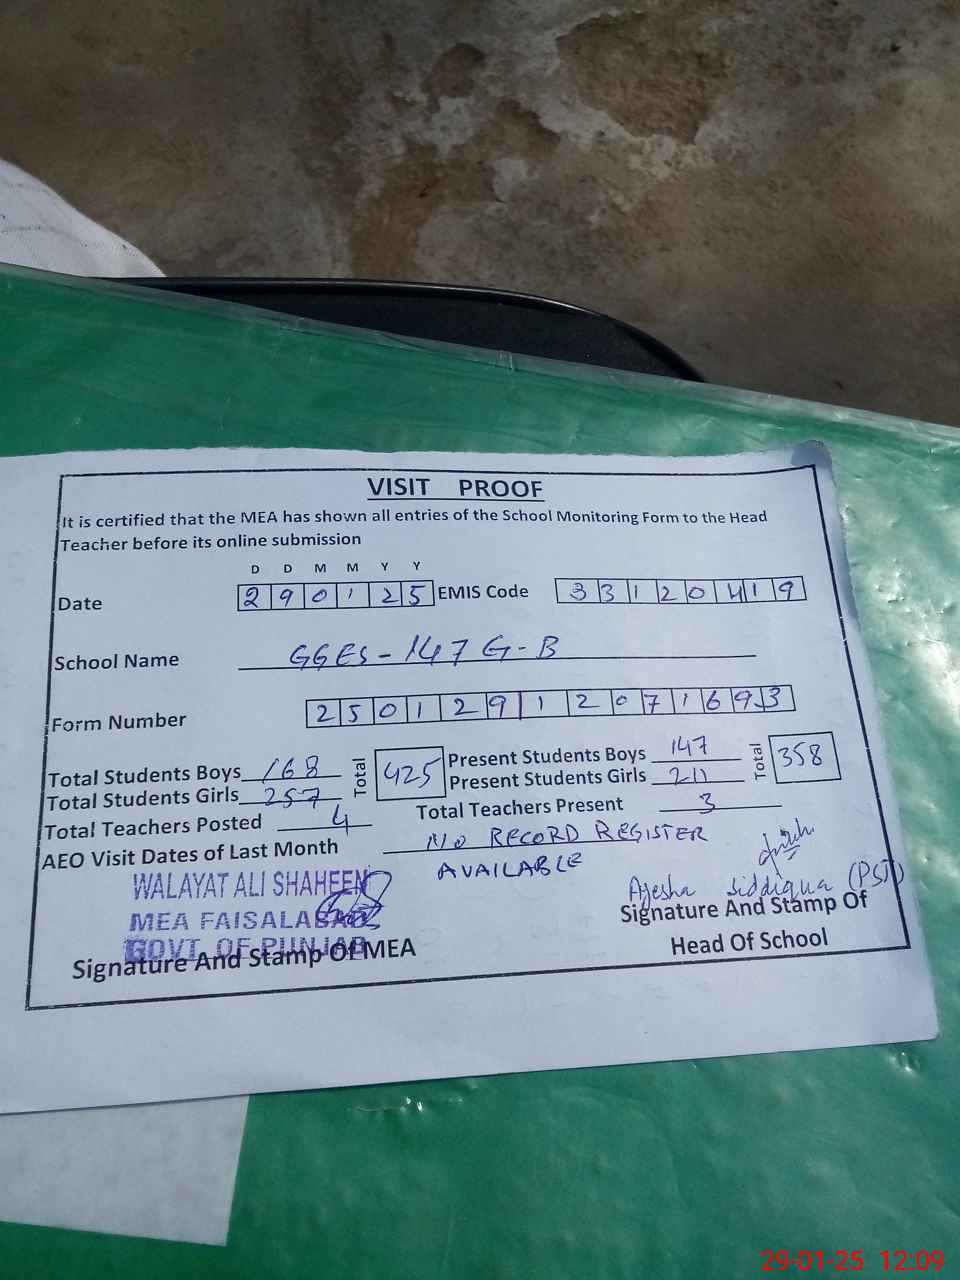 VISIT PROOF
It is certified that the MEA has shown all entries of the School Monitoring Form to the Head
Teacher before its online submission
D D M M Y Y
Date 2 9 0 1 2 5 EMIS Code 3 3 1 2 0 4 1 9
School Name GGES - 147 G-B
Form Number 2 5 0 1 2 9 1 2 0 7 1 6 9 3
Total Students Boys 168 Total 425 Present Students Boys 147 Total 358
Total Students Girls 257 Present Students Girls 211
Total Teachers Posted 4 Total Teachers Present 3
AEO Visit Dates of Last Month NO RECORD REGISTER
AVAILABLE
WALAYAT ALI SHAHEEN
MEA FAISALABAD
GOVT. OF PUNJAB
Signature And Stamp Of MEA
Ayesha Siddiqua (PST)
Signature And Stamp Of
Head Of School
29-01-25 12:09